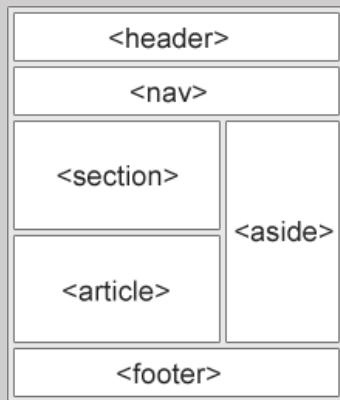 <header>
<nav>
<section>
<aside>
<article>
<footer>